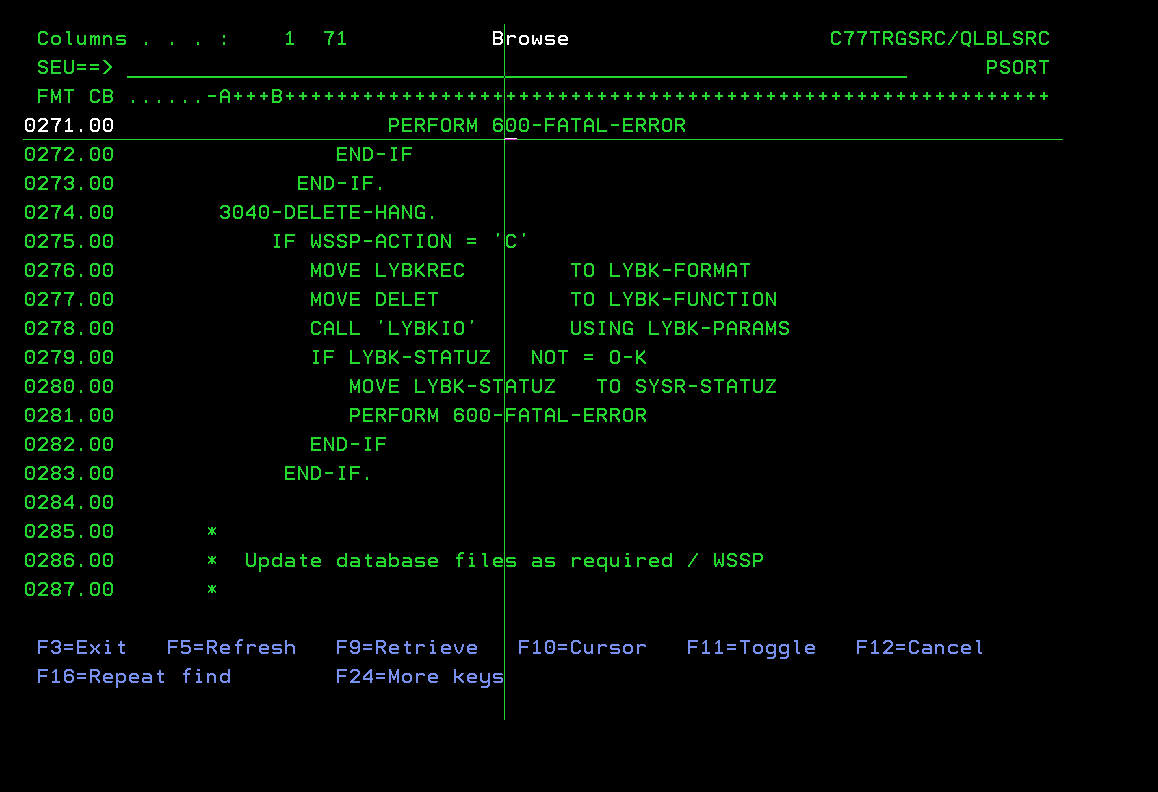 Columns . . . :    1  71           Browse                    C77TRGSRC/QLBLSRC
SEU==> ____________________________________________________________      PSORT
FMT CB ......-A+++B+++++++++++++++++++++++++++++++++++++++++++++++++++++++++++
0271.00                     PERFORM 600-FATAL-ERROR
0272.00                 END-IF
0273.00              END-IF.
0274.00        3040-DELETE-HANG.
0275.00            IF WSSP-ACTION = 'C'
0276.00               MOVE LYBKREC        TO LYBK-FORMAT
0277.00               MOVE DELET          TO LYBK-FUNCTION
0278.00               CALL 'LYBKIO'       USING LYBK-PARAMS
0279.00               IF LYBK-STATUZ   NOT = O-K
0280.00                  MOVE LYBK-STATUZ   TO SYSR-STATUZ
0281.00                  PERFORM 600-FATAL-ERROR
0282.00               END-IF
0283.00             END-IF.
0284.00
0285.00       *
0286.00       *  Update database files as required / WSSP
0287.00       *
F3=Exit   F5=Refresh   F9=Retrieve   F10=Cursor   F11=Toggle   F12=Cancel
F16=Repeat find        F24=More keys